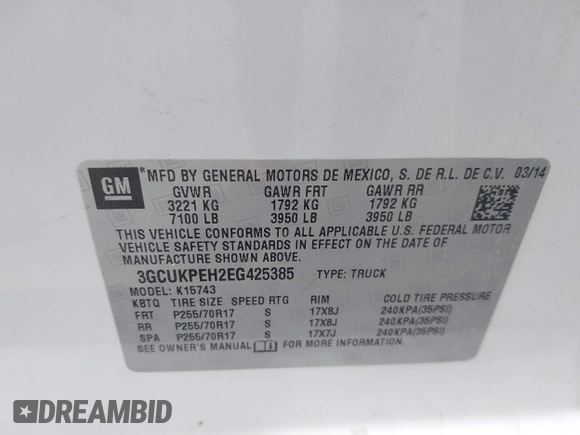 GM
MFD BY GENERAL MOTORS DE MEXICO, S. DE R.L. DE C.V. 03/14
GVWR GAWR FRT GAWR RR
3221 KG 1792 KG 1792 KG
7100 LB 3950 LB 3950 LB
THIS VEHICLE CONFORMS TO ALL APPLICABLE U.S. FEDERAL MOTOR
VEHICLE SAFETY STANDARDS IN EFFECT ON THE DATE OF
MANUFACTURE SHOWN ABOVE.
3GCUKPEH2EG425385 TYPE: TRUCK
MODEL: K15743
KBTQ TIRE SIZE SPEED RTG RIM COLD TIRE PRESSURE
FRT P255/70R17 S 17X8J 240KPA(35PSI)
RR P255/70R17 S 17X8J 240KPA(35PSI)
SPA P255/70R17 S 17X7J 240KPA(35PSI)
SEE OWNER'S MANUAL FOR MORE INFORMATION.
DREAMBID